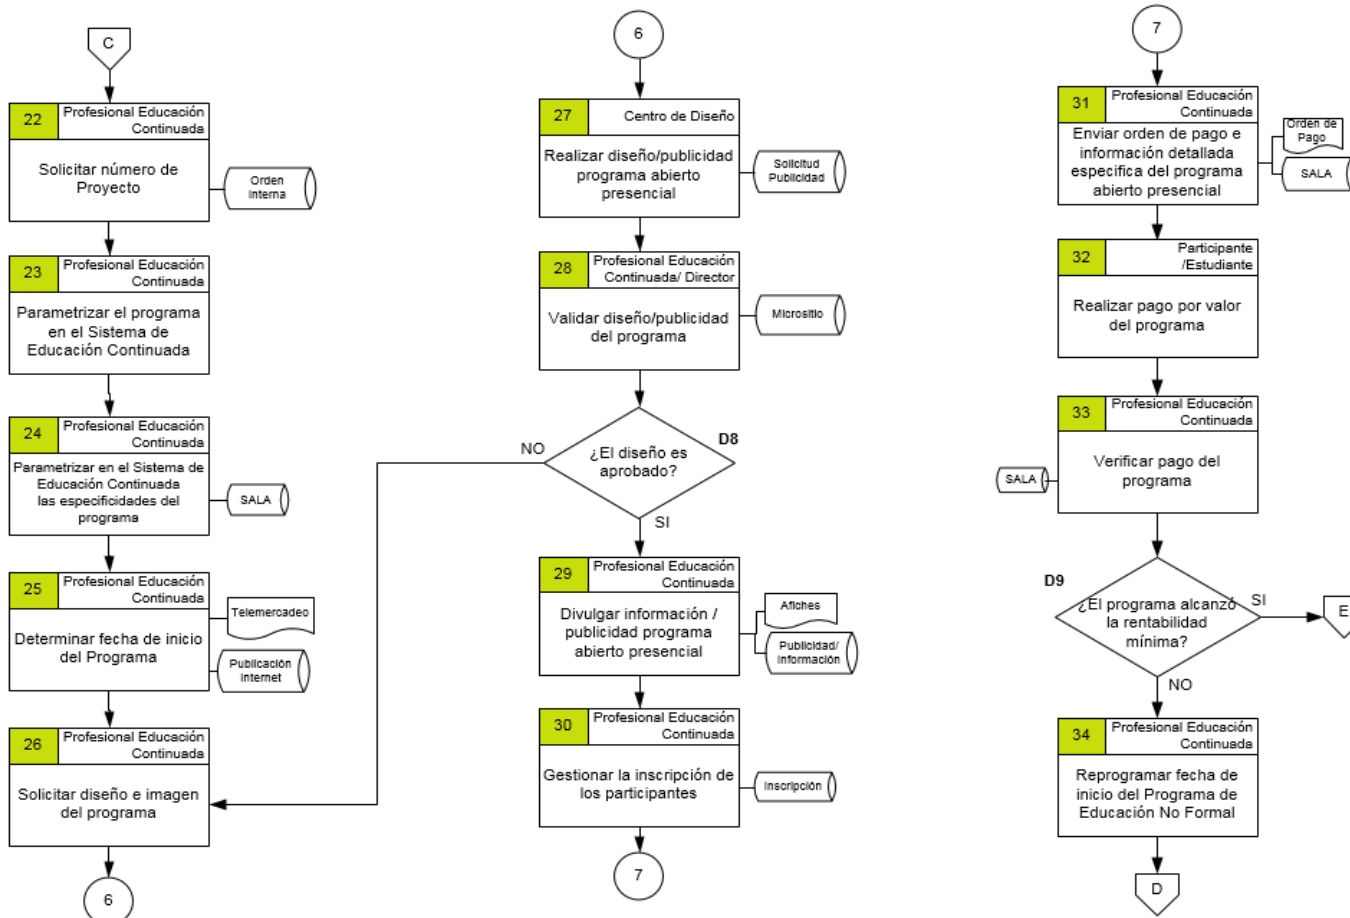 C
22
Profesional Educación
Continuada
Solicitar número de
Proyecto
Orden
Interna
23
Profesional Educación
Continuada
Parametrizar el programa
en el Sistema de
Educación Continuada
24
Profesional Educación
Continuada
Parametrizar en el Sistema de
Educación Continuada
las especificidades del
programa
SALA
25
Profesional Educación
Continuada
Determinar fecha de inicio
del Programa
Telemercadeo
Publicación
Internet
26
Profesional Educación
Continuada
Solicitar diseño e imagen
del programa
6
6
27
Centro de Diseño
Realizar diseño/publicidad
programa abierto
presencial
Solicitud
Publicidad
28
Profesional Educación
Continuada/ Director
Validar diseño/publicidad
del programa
Micrositio
NO
¿El diseño es
aprobado?
D8
SI
29
Profesional Educación
Continuada
Divulgar información /
publicidad programa
abierto presencial
Afiches
Publicidad/
Información
30
Profesional Educación
Continuada
Gestionar la inscripción de
los participantes
Inscripción
7
7
31
Profesional Educación
Continuada
Enviar orden de pago e
información detallada
especifica del programa
abierto presencial
Orden de
Pago
SALA
32
Participante
/Estudiante
Realizar pago por valor
del programa
33
Profesional Educación
Continuada
Verificar pago del
programa
SALA
D9
¿El programa alcanzó
la rentabilidad
mínima?
SI
E
NO
34
Profesional Educación
Continuada
Reprogramar fecha de
inicio del Programa de
Educación No Formal
D